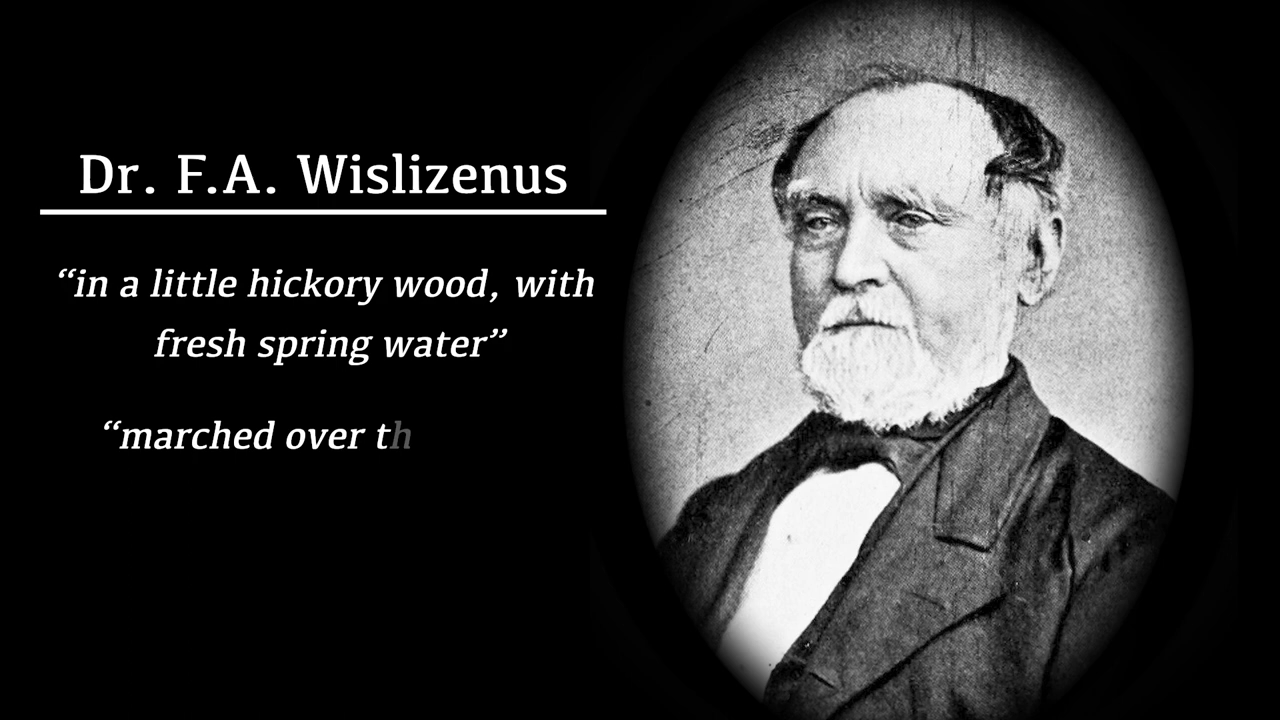 Dr. F.A. Wislizenus
“in a little hickory wood, with
fresh spring water”
“marched over th